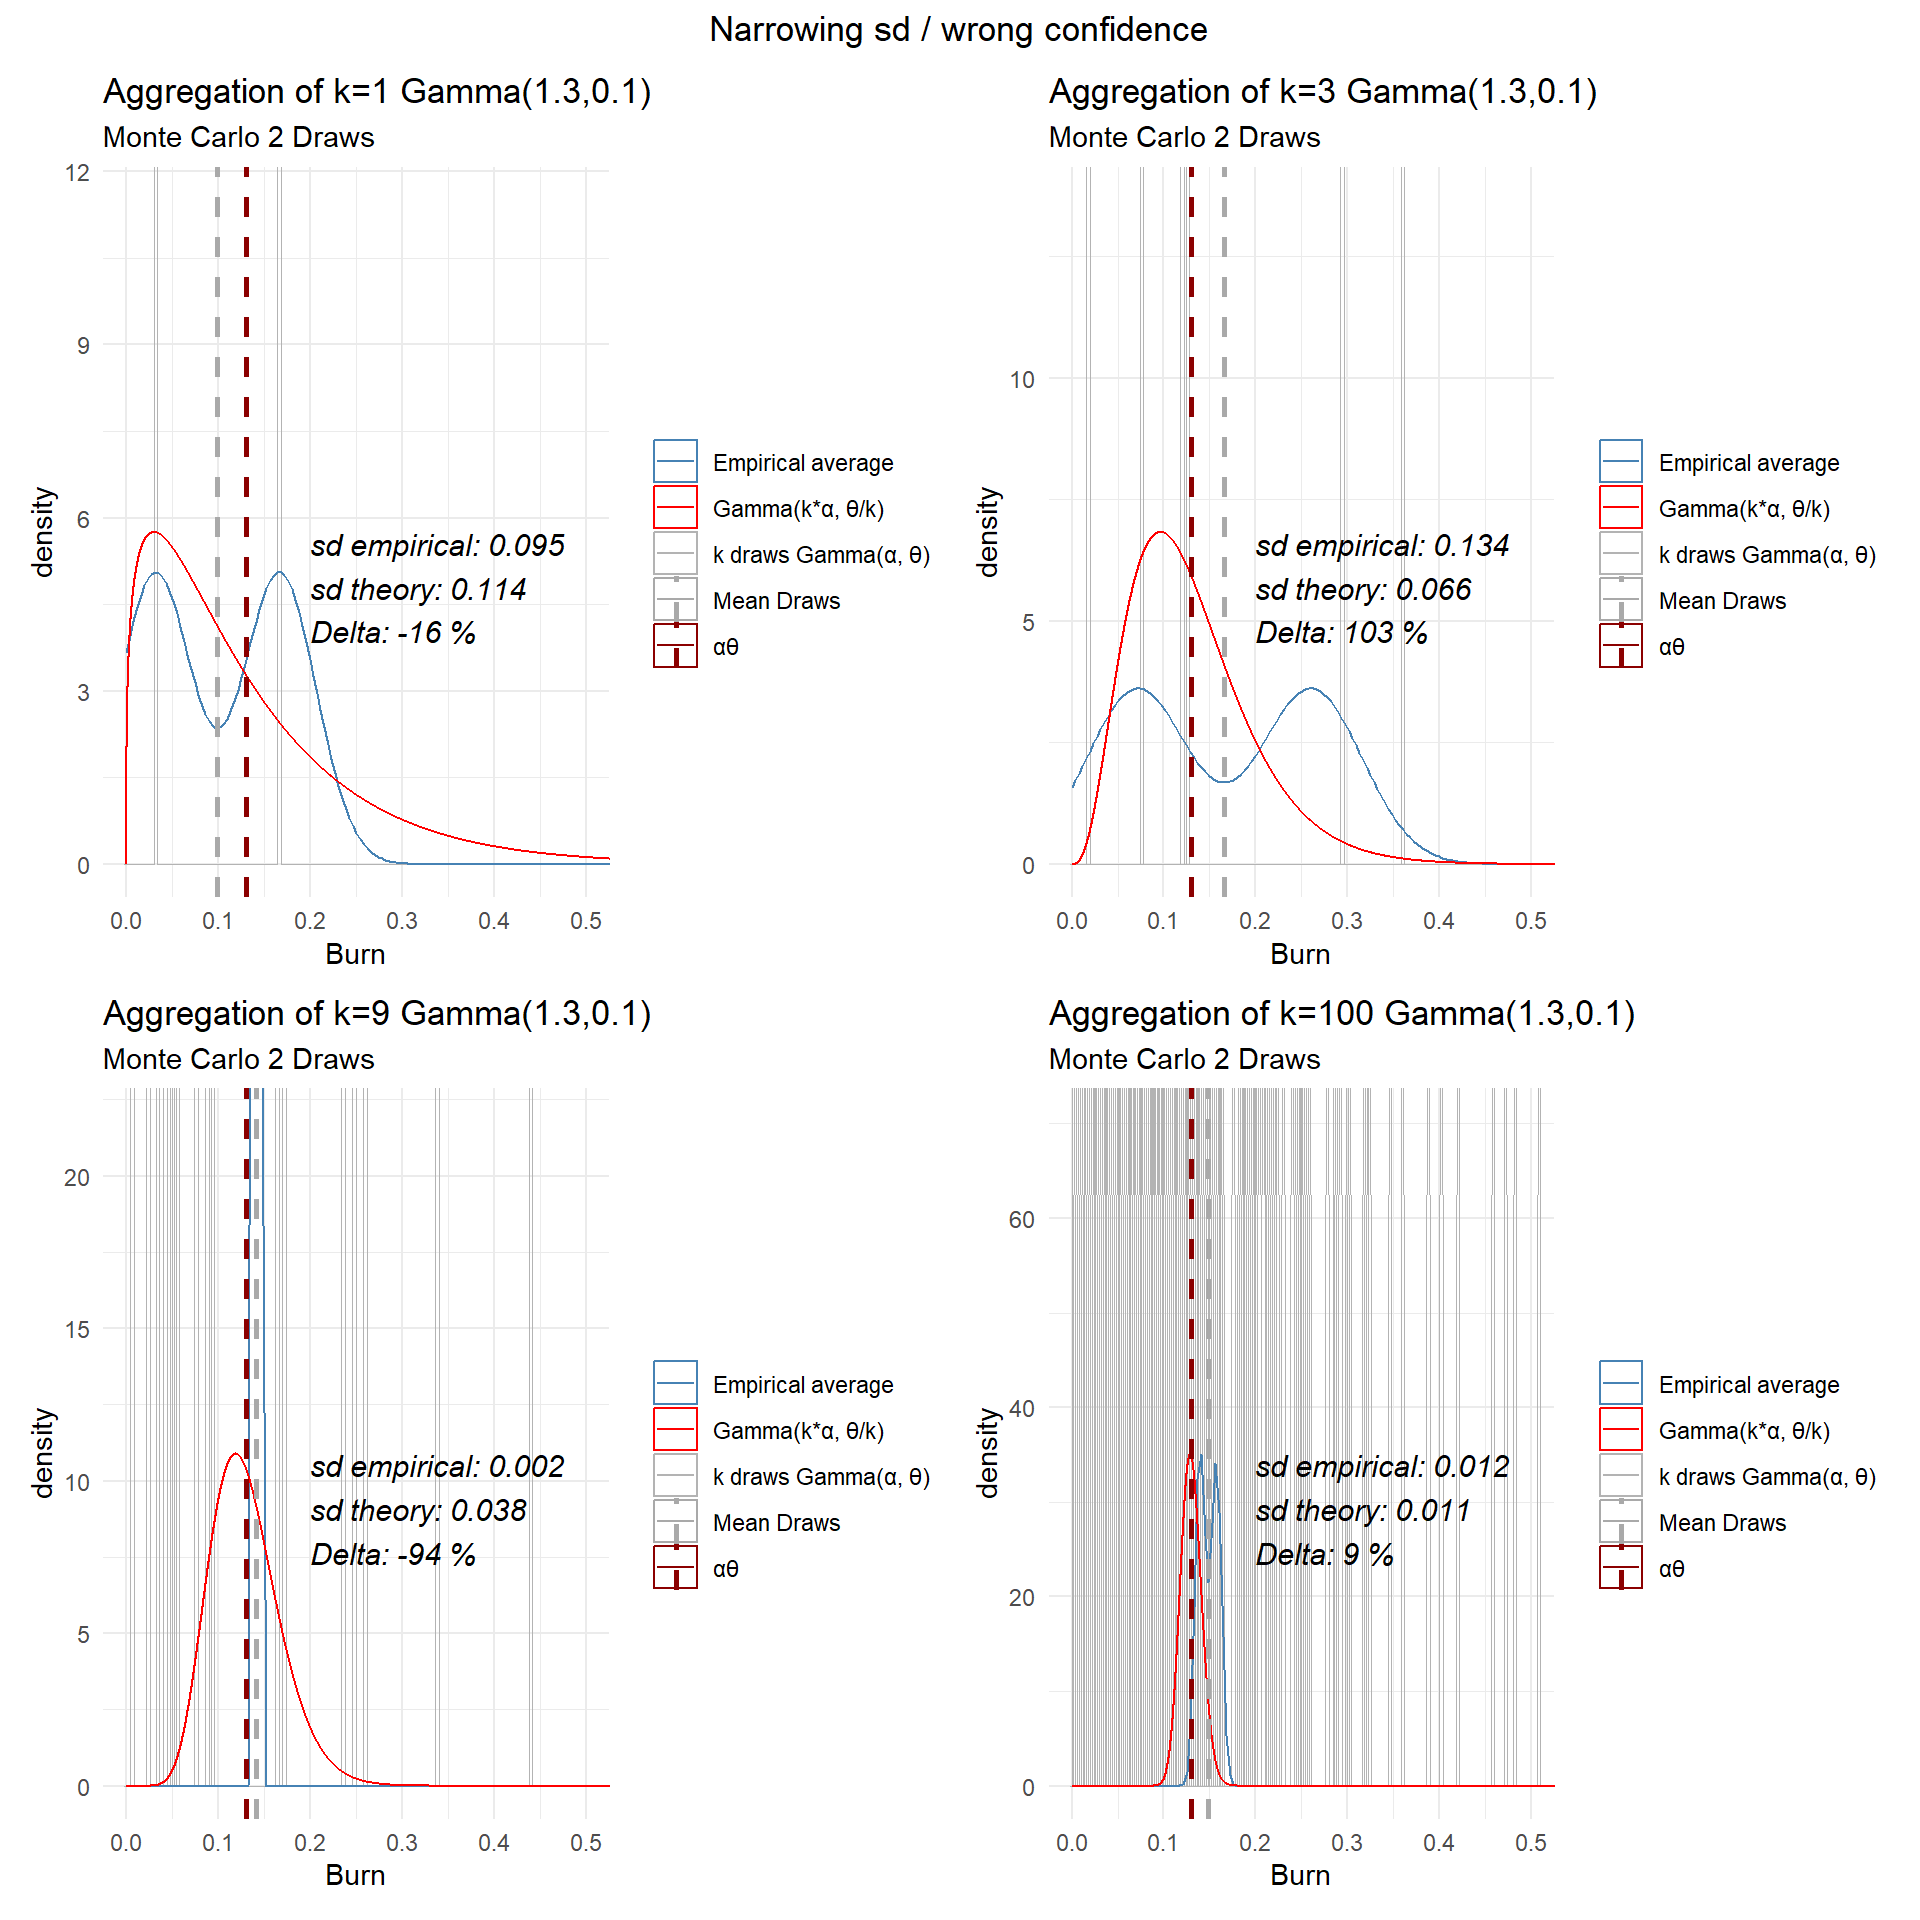 Narrowing sd / wrong confidence
Aggregation of k=1 Gamma(1.3,0.1)
Monte Carlo 2 Draws
12
9
6
3
0
density
0.0 0.1 0.2 0.3 0.4 0.5
Burn
sd empirical: 0.095
sd theory: 0.114
Delta: -16 %
Empirical average
Gamma(k*α, θ/k)
k draws Gamma(α, θ)
Mean Draws
αθ
Aggregation of k=3 Gamma(1.3,0.1)
Monte Carlo 2 Draws
10
5
0
density
0.0 0.1 0.2 0.3 0.4 0.5
Burn
sd empirical: 0.134
sd theory: 0.066
Delta: 103 %
Empirical average
Gamma(k*α, θ/k)
k draws Gamma(α, θ)
Mean Draws
αθ
Aggregation of k=9 Gamma(1.3,0.1)
Monte Carlo 2 Draws
20
15
10
5
0
density
0.0 0.1 0.2 0.3 0.4 0.5
Burn
sd empirical: 0.002
sd theory: 0.038
Delta: -94 %
Empirical average
Gamma(k*α, θ/k)
k draws Gamma(α, θ)
Mean Draws
αθ
Aggregation of k=100 Gamma(1.3,0.1)
Monte Carlo 2 Draws
60
40
20
0
density
0.0 0.1 0.2 0.3 0.4 0.5
Burn
sd empirical: 0.012
sd theory: 0.011
Delta: 9 %
Empirical average
Gamma(k*α, θ/k)
k draws Gamma(α, θ)
Mean Draws
αθ